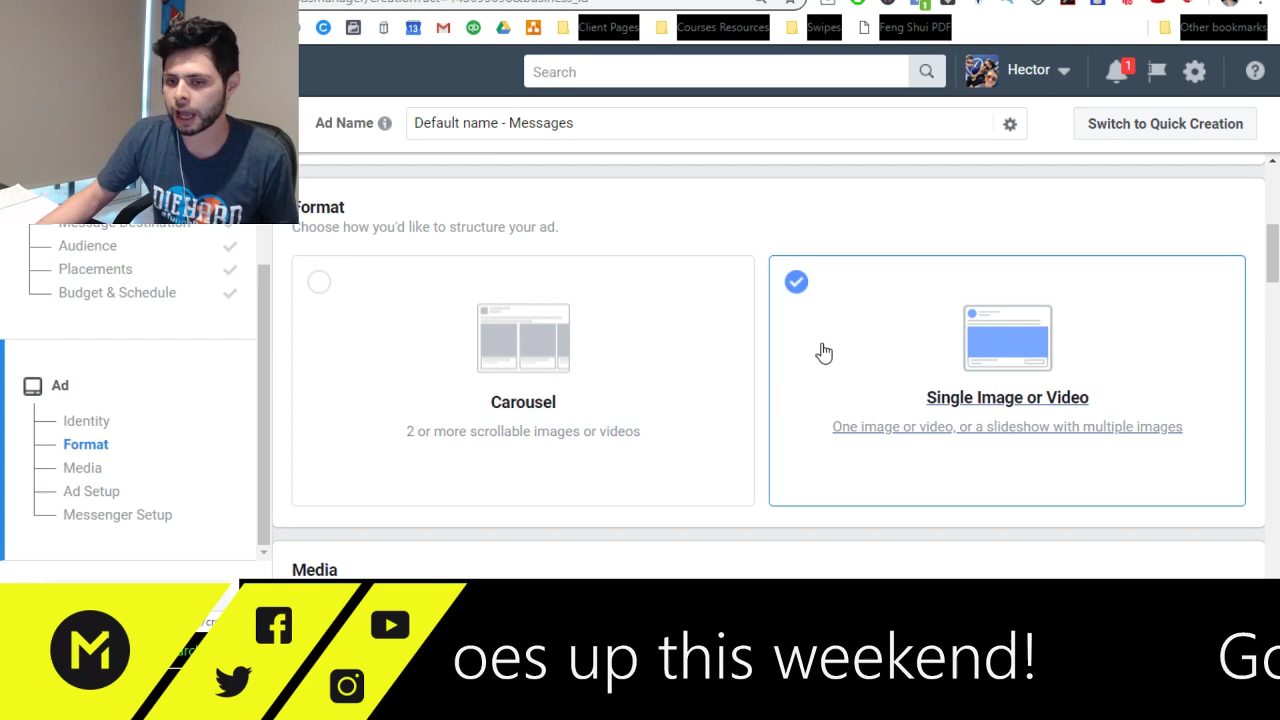 13
Client Pages
Courses Resources
Swipes
Feng Shui PDF
Other bookmarks
Search
Hector
1
Ad Name
Default name - Messages
Switch to Quick Creation
DIEHARD
Format
Choose how you'd like to structure your ad.
Message Destination
Audience
Placements
Budget & Schedule
Carousel
2 or more scrollable images or videos
Single Image or Video
One image or video, or a slideshow with multiple images
Ad
Identity
Format
Media
Ad Setup
Messenger Setup
Media
M
oes up this weekend!
Go